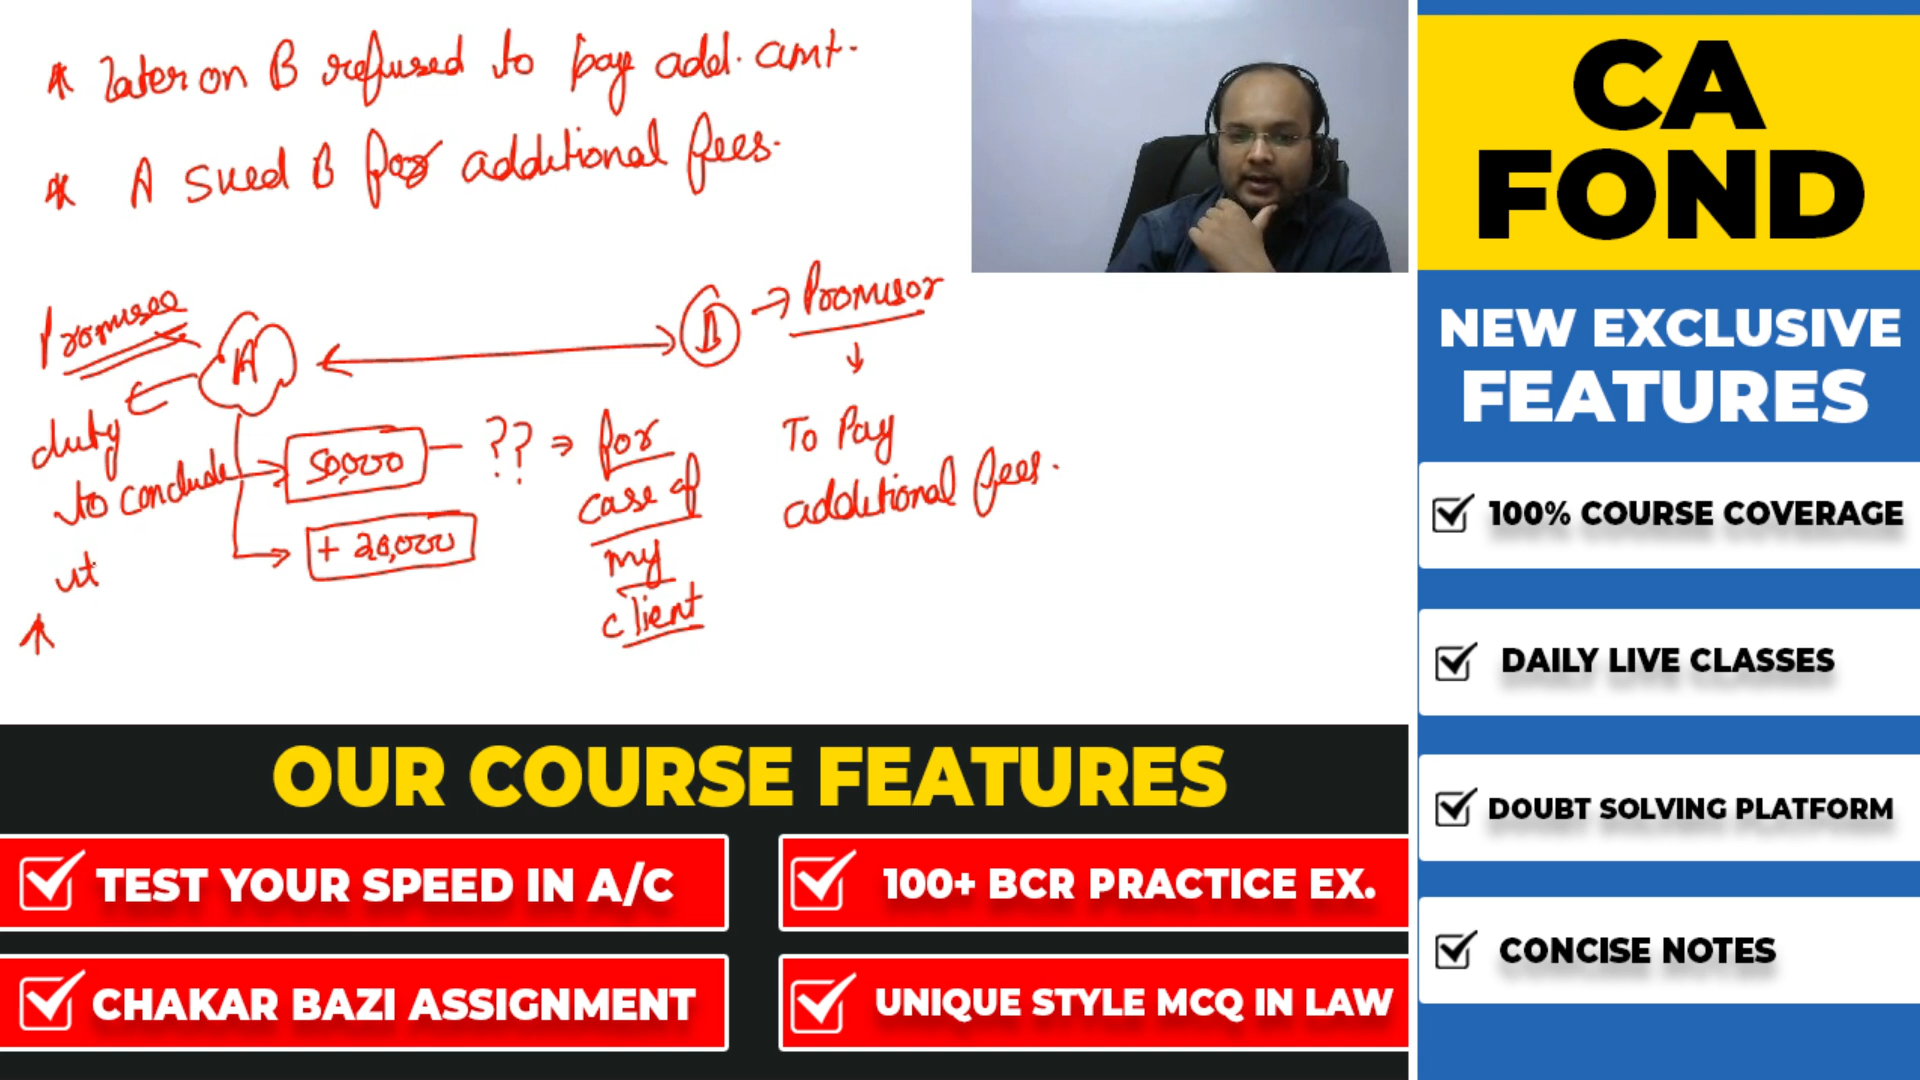 * later on B refused to pay add. amt.
* A sued B for additional fees.
Promisee
A
B → Promisor
duty
to conclude
it
50,000
?? ⇒ for
case of
my
client
+ 20,000
To Pay
additional fees.
CA
FOND
NEW EXCLUSIVE
FEATURES
100% COURSE COVERAGE
DAILY LIVE CLASSES
DOUBT SOLVING PLATFORM
CONCISE NOTES
OUR COURSE FEATURES
TEST YOUR SPEED IN A/C
100+ BCR PRACTICE EX.
CHAKAR BAZI ASSIGNMENT
UNIQUE STYLE MCQ IN LAW